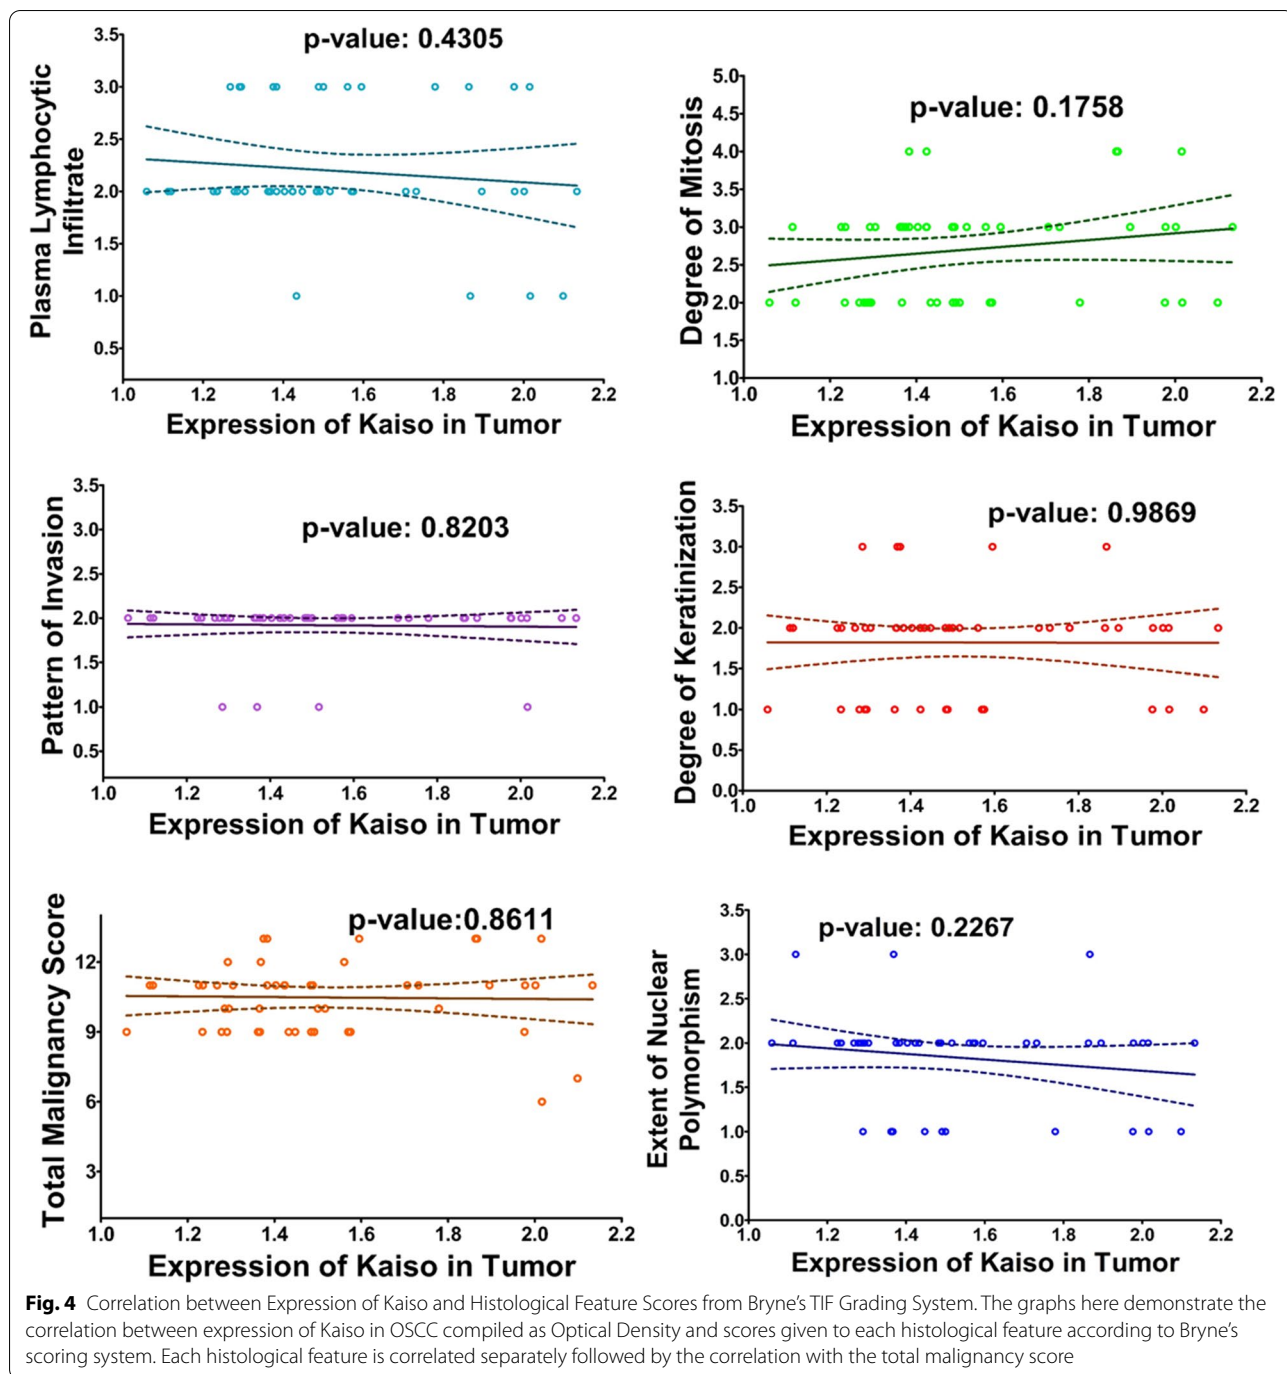 p-value: 0.4305
Plasma Lymphocytic
Infiltrate
3.5
3.0
2.5
2.0
1.5
1.0
0.5
1.0 1.2 1.4 1.6 1.8 2.0 2.2
Expression of Kaiso in Tumor
p-value: 0.1758
Degree of Mitosis
5.0
4.5
4.0
3.5
3.0
2.5
2.0
1.5
1.0
1.0 1.2 1.4 1.6 1.8 2.0 2.2
Expression of Kaiso in Tumor
p-value: 0.8203
Pattern of Invasion
3.5
3.0
2.5
2.0
1.5
1.0
0.5
1.0 1.2 1.4 1.6 1.8 2.0 2.2
Expression of Kaiso in Tumor
p-value: 0.9869
Degree of Keratinization
3.5
3.0
2.5
2.0
1.5
1.0
0.5
0.0
1.0 1.2 1.4 1.6 1.8 2.0 2.2
Expression of Kaiso in Tumor
p-value:0.8611
Total Malignancy Score
12
9
6
3
1.0 1.2 1.4 1.6 1.8 2.0 2.2
Expression of Kaiso in Tumor
p-value: 0.2267
Extent of Nuclear
Polymorphism
3.5
3.0
2.5
2.0
1.5
1.0
0.0
1.0 1.2 1.4 1.6 1.8 2.0 2.2
Expression of Kaiso in Tumor
Fig. 4 Correlation between Expression of Kaiso and Histological Feature Scores from Bryne's TIF Grading System. The graphs here demonstrate the
correlation between expression of Kaiso in OSCC compiled as Optical Density and scores given to each histological feature according to Bryne's
scoring system. Each histological feature is correlated separately followed by the correlation with the total malignancy score